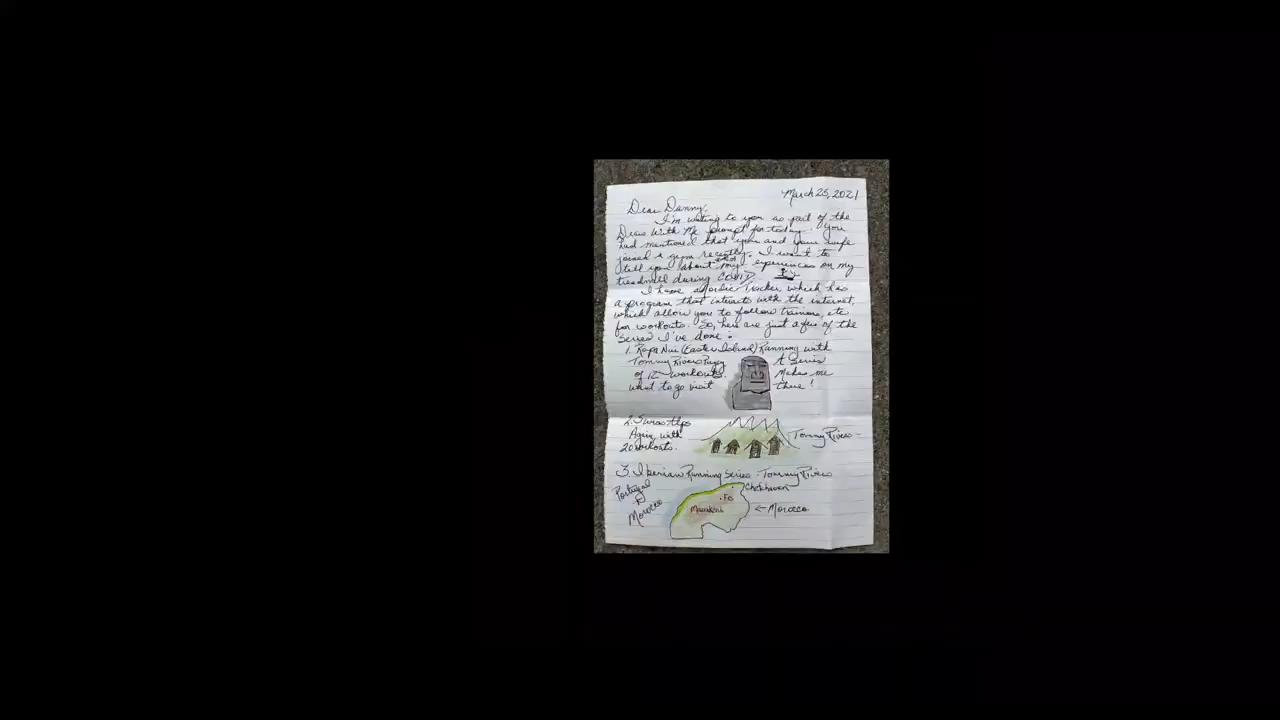 March 25, 2021
Dear Danny,
I'm writing to you as part of the
Draw With Me prompt for today. You
had mentioned that you and your wife
joined a gym recently. I want to
tell you about my experiences on my
treadmill during COVID.
I have a Nordic Tracker, which has
a program that interacts with the internet,
which allow you to follow trainers, etc
for workouts. So, here are just a few of the
series I've done.
1. Rapa Nui (Easter Island) Running with
Tommy Rivers Puzey A series
of 12 workouts. Makes me
want to go visit there!
2. Swiss Alps
Again, with Tommy Rivers -
20 workouts.
3. Iberian Running Series - Tommy Rivers
Portugal
Morocco
Fes
Marrakesh
← Morocco